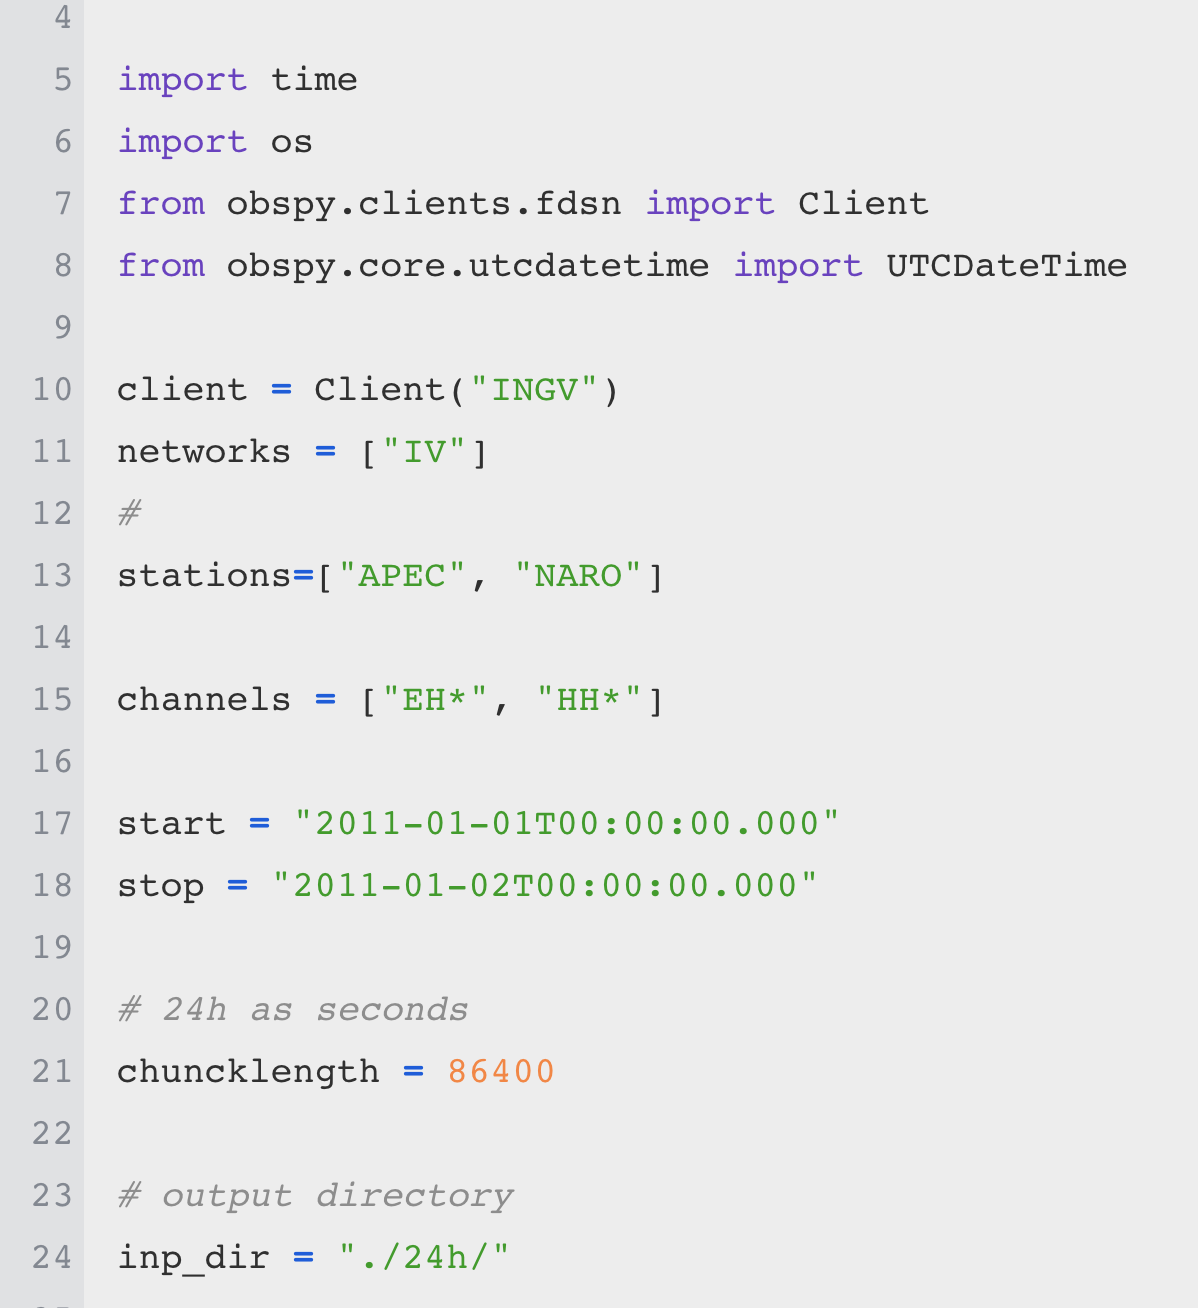 4
5 import time
6 import os
7 from obspy.clients.fdsn import Client
8 from obspy.core.utcdatetime import UTCDateTime
9
10 client = Client("INGV")
11 networks = ["IV"]
12 #
13 stations=["APEC", "NARO"]
14
15 channels = ["EH*", "HH*"]
16
17 start = "2011-01-01T00:00:00.000"
18 stop = "2011-01-02T00:00:00.000"
19
20 # 24h as seconds
21 chuncklength = 86400
22
23 # output directory
24 inp_dir = "./24h/"